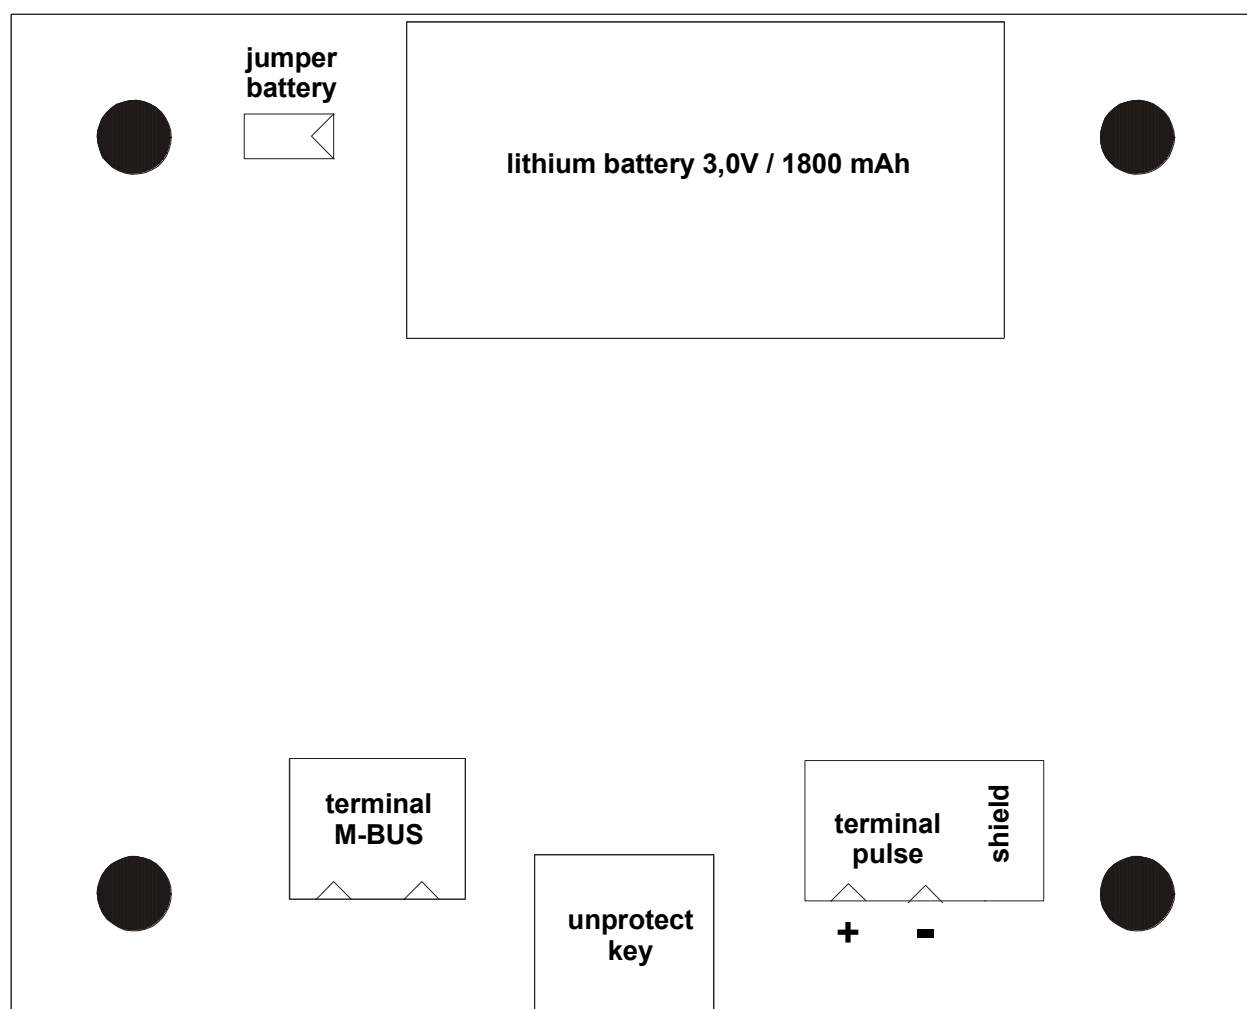 jumper
battery
lithium battery 3,0V / 1800 mAh
terminal
M-BUS
terminal
pulse
shield
+ -
unprotect
key